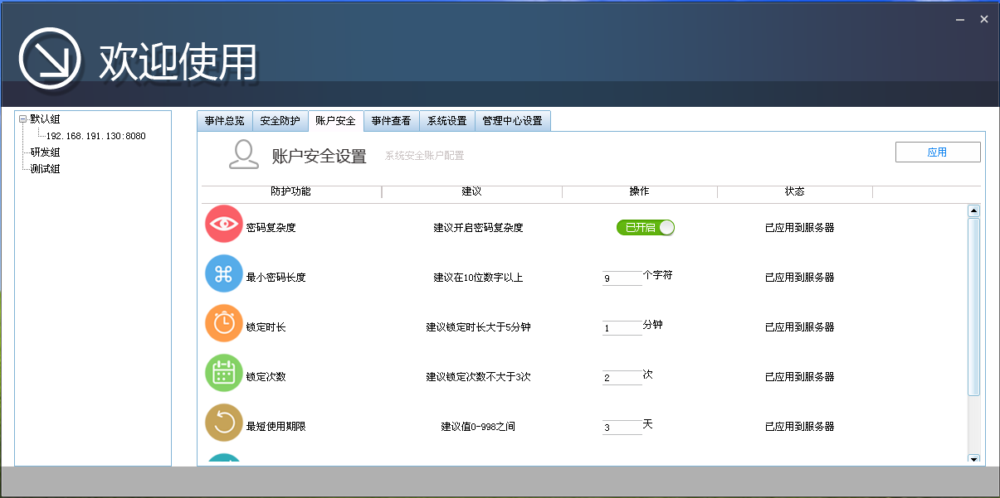 欢迎使用
默认组
192.168.191.130:8080
研发组
测试组
事件总览 安全防护 账户安全 事件查看 系统设置 管理中心设置
账户安全设置 系统安全账户配置 应用
防护功能 建议 操作 状态
密码复杂度 建议开启密码复杂度 已开启 已应用到服务器
最小密码长度 建议在10位数字以上 9 个字符 已应用到服务器
锁定时长 建议锁定时长大于5分钟 1 分钟 已应用到服务器
锁定次数 建议锁定次数不大于3次 2 次 已应用到服务器
最短使用期限 建议值0-998之间 3 天 已应用到服务器